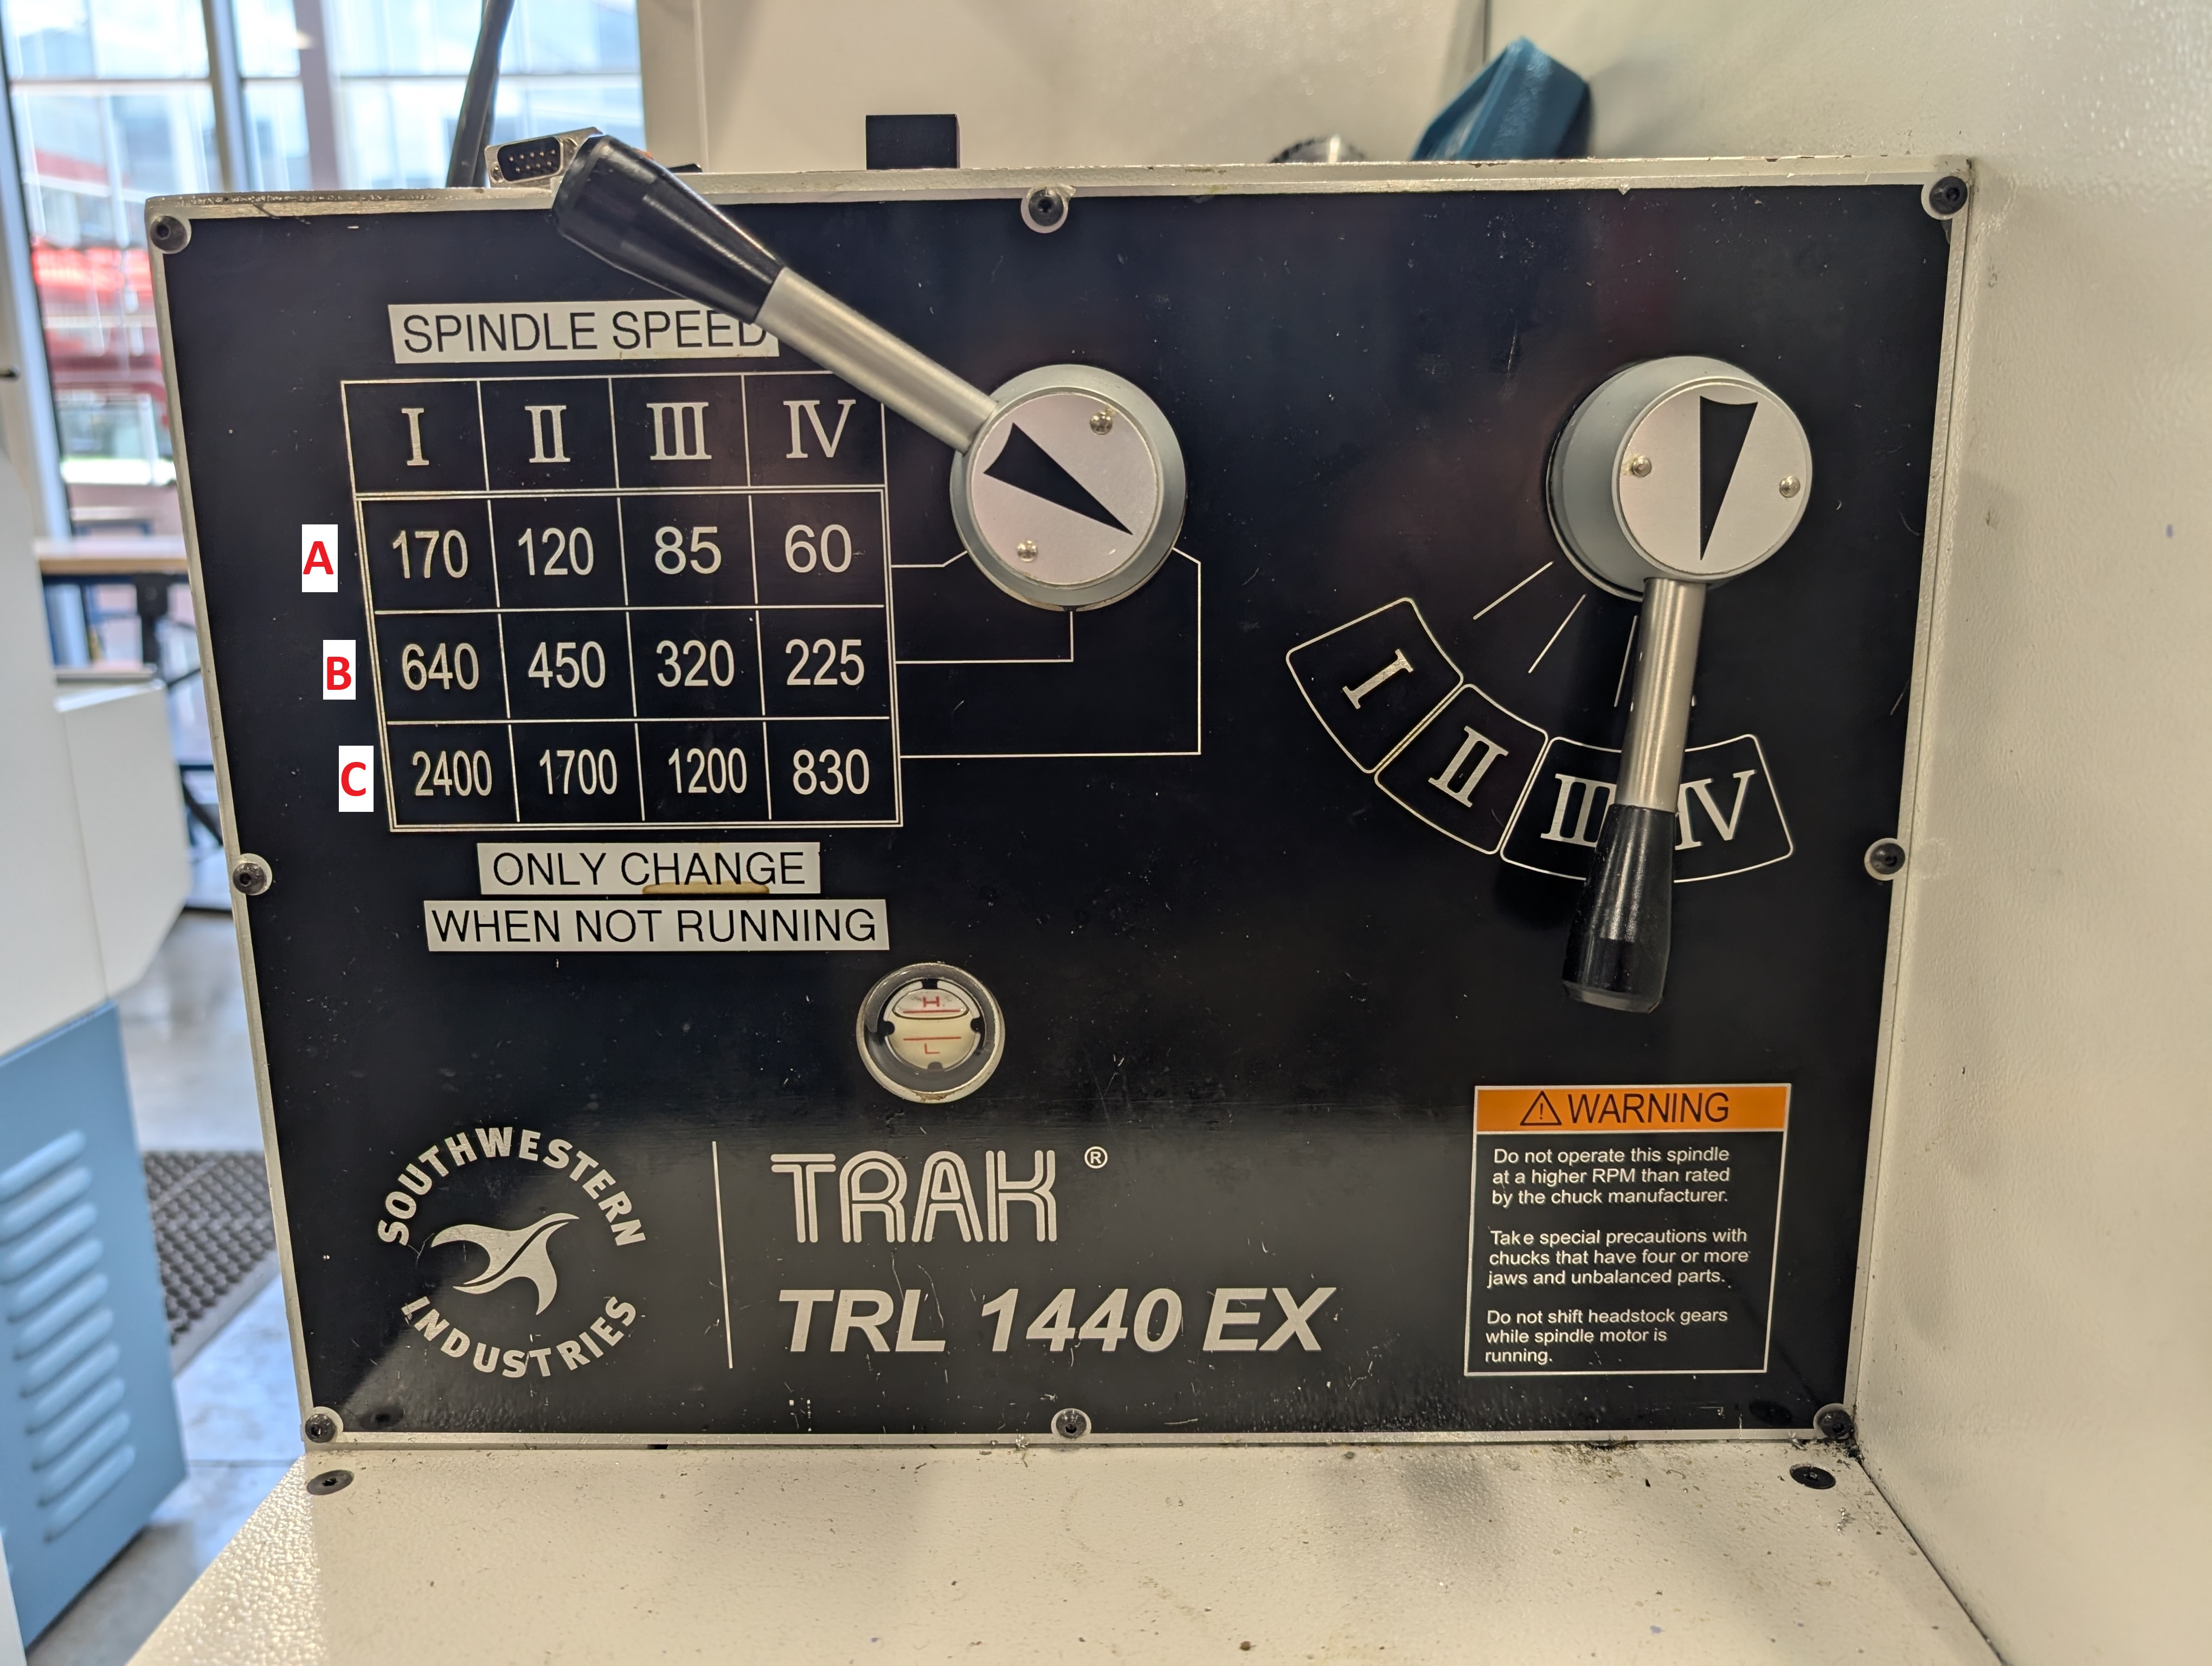 SPINDLE SPEED
I II III IV
A 170 120 85 60
B 640 450 320 225
C 2400 1700 1200 830
ONLY CHANGE
WHEN NOT RUNNING
I
II
III
IV
H
L
SOUTHWESTERN
INDUSTRIES
TRAK ®
TRL 1440 EX
WARNING
Do not operate this spindle
at a higher RPM than rated
by the chuck manufacturer.
Take special precautions with
chucks that have four or more
jaws and unbalanced parts.
Do not shift headstock gears
while spindle motor is
running.